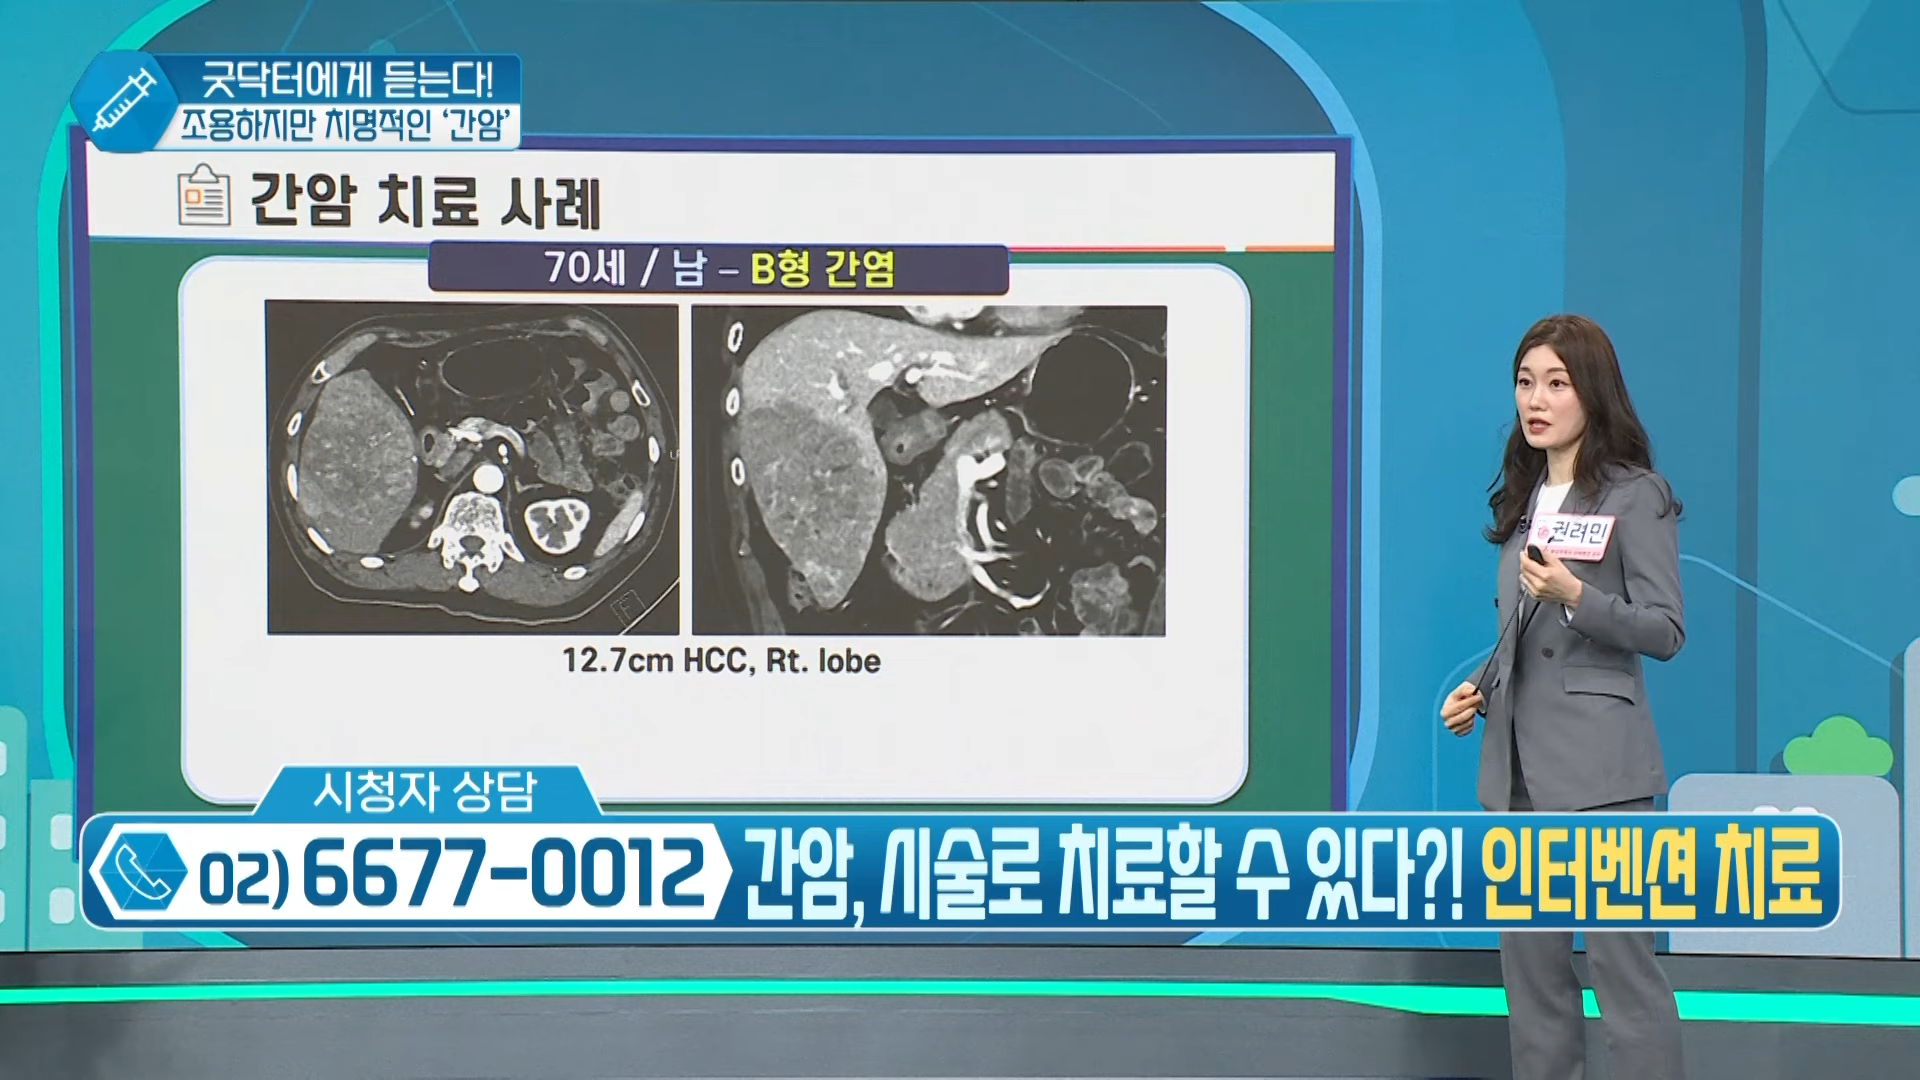 굿닥터에게 듣는다!
조용하지만 치명적인 ‘간암’
간암 치료 사례
70세 / 남 – B형 간염
12.7cm HCC, Rt. lobe
권려민
시청자 상담
02) 6677-0012
간암, 시술로 치료할 수 있다?! 인터벤션 치료